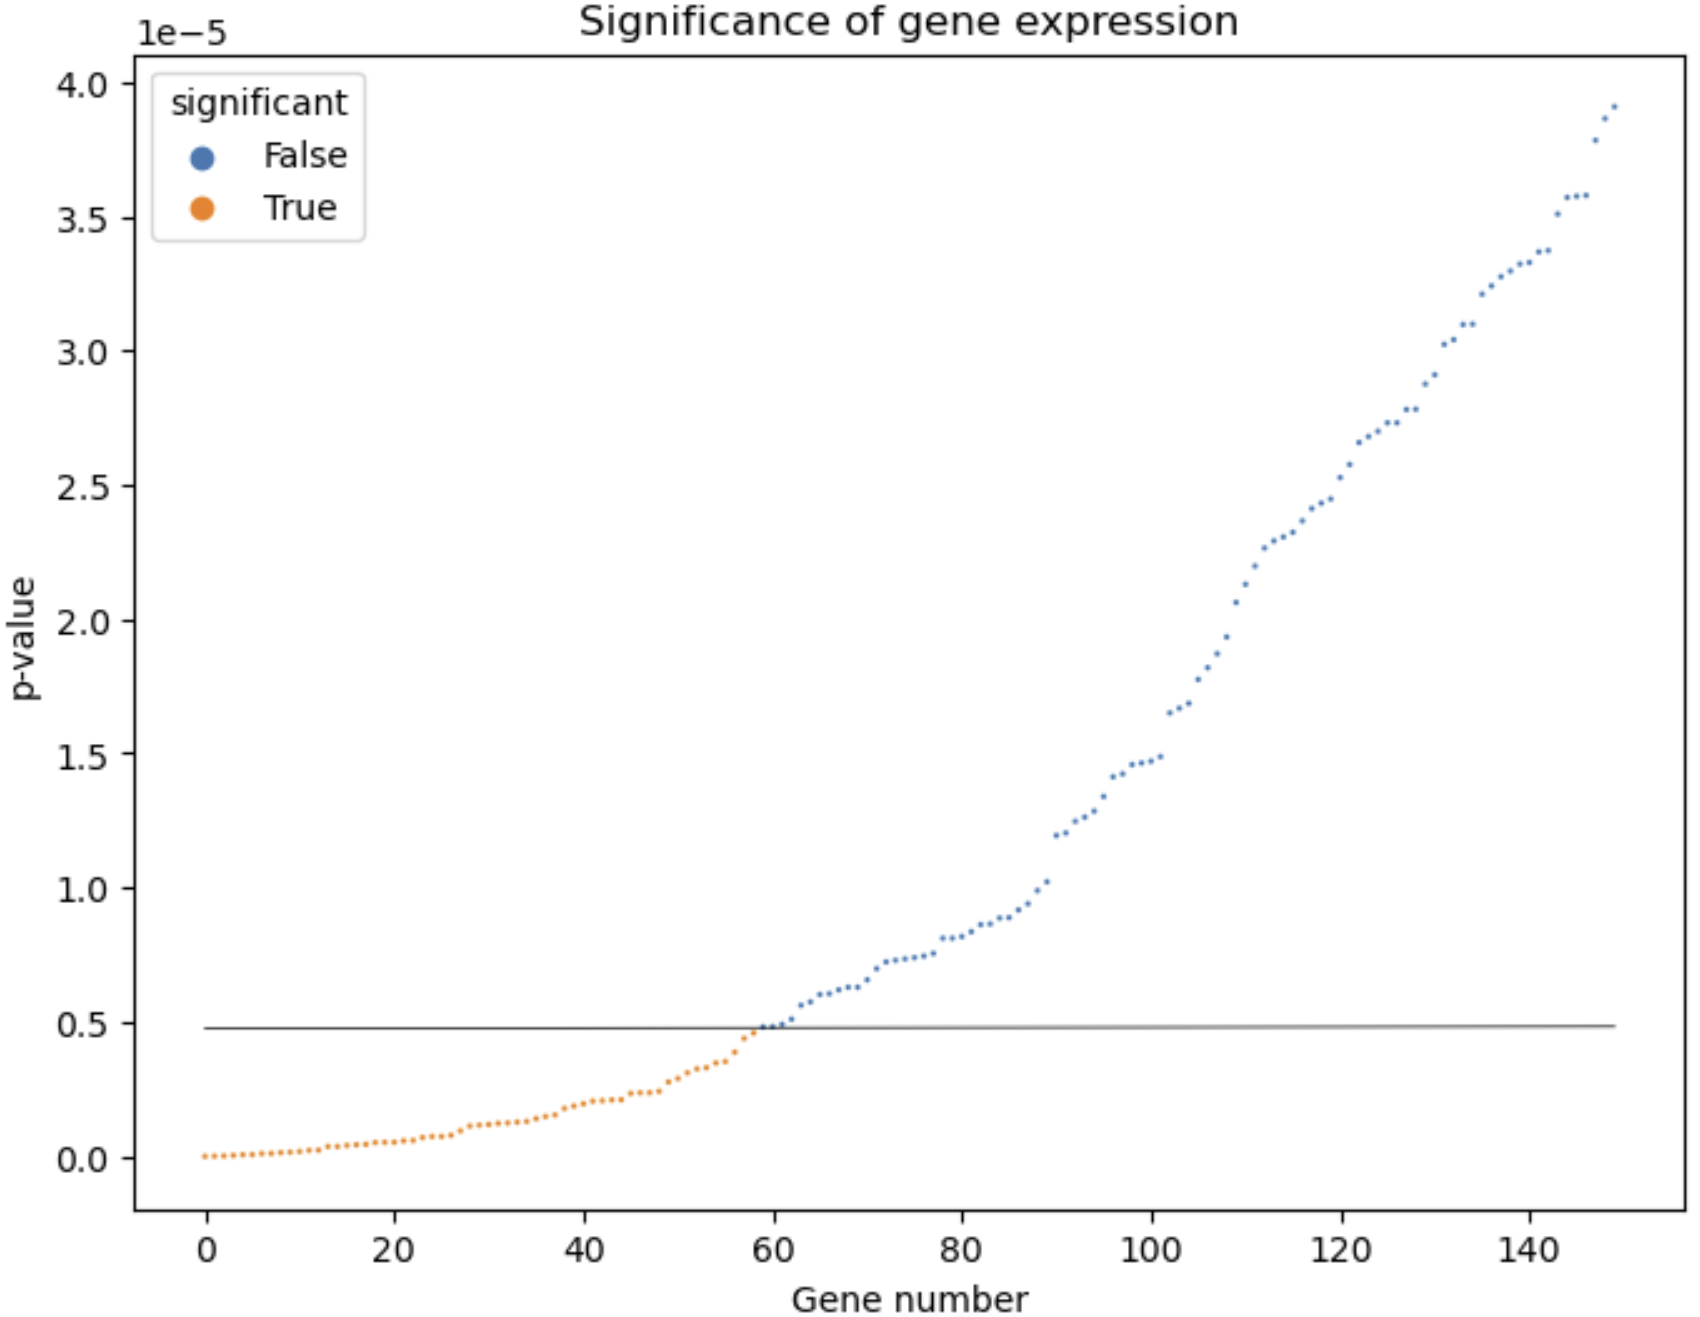 Significance of gene expression
1e−5
significant
False
True
4.0
3.5
3.0
2.5
2.0
1.5
1.0
0.5
0.0
p-value
0 20 40 60 80 100 120 140
Gene number